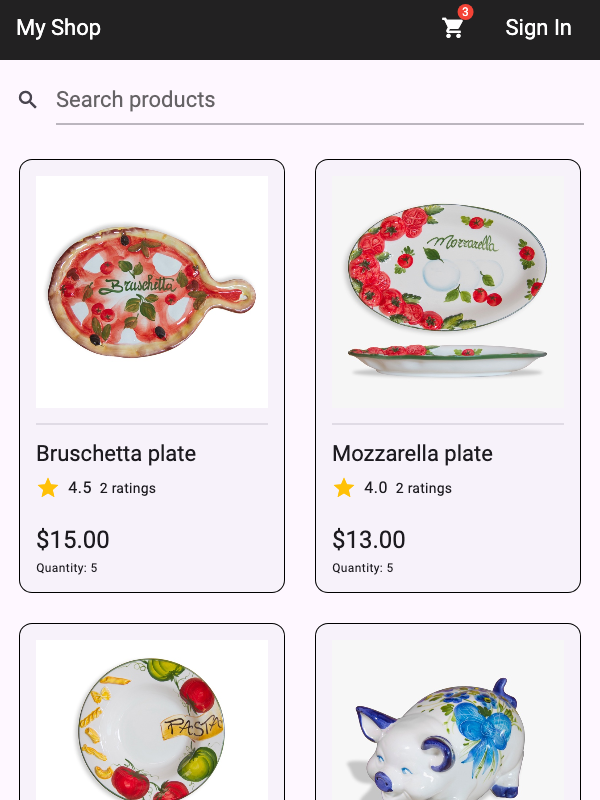 My Shop
3
Sign In
Search products
Bruschetta
Mozzarella
Bruschetta plate
4.5 2 ratings
$15.00
Quantity: 5
Mozzarella plate
4.0 2 ratings
$13.00
Quantity: 5
PASTA